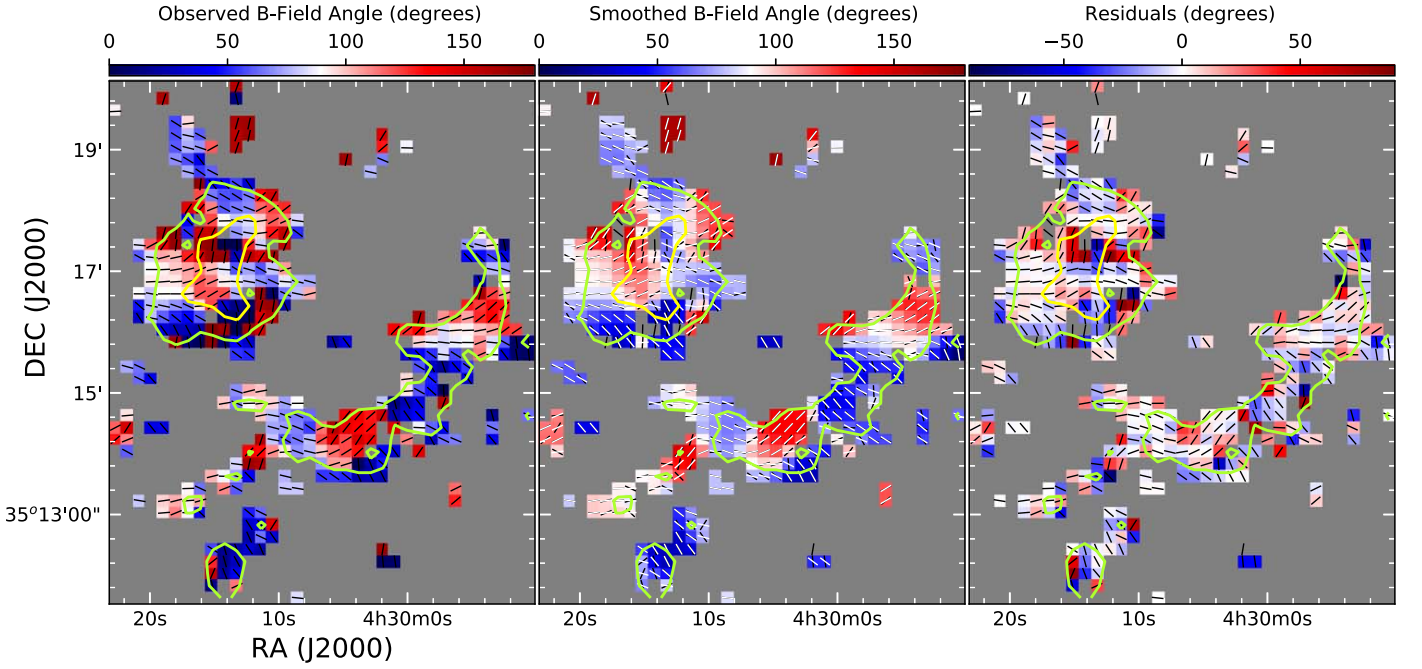 Observed B-Field Angle (degrees) Smoothed B-Field Angle (degrees) Residuals (degrees)
0 50 100 150 0 50 100 150 −50 0 50
19'
17'
15'
35°13'00"
DEC (J2000)
20s 10s 4h30m0s 20s 10s 4h30m0s 20s 10s 4h30m0s
RA (J2000)